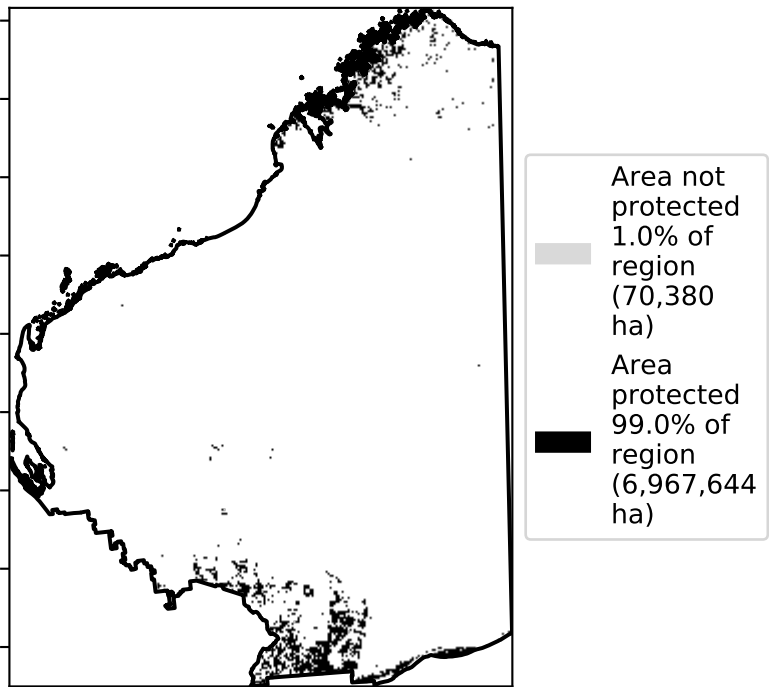 Area not
protected
1.0% of
region
(70,380
ha)
Area
protected
99.0% of
region
(6,967,644
ha)